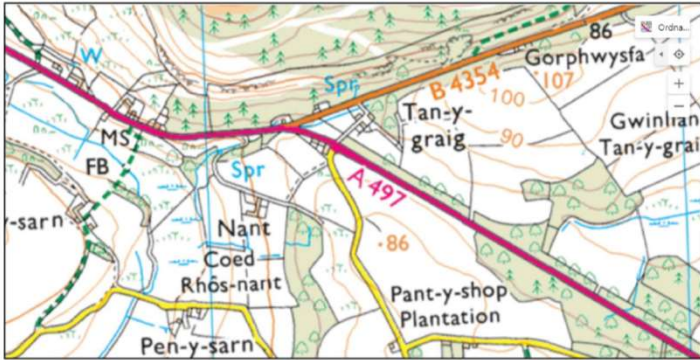 86
Ordna...
W
Gorphwysfa
Spr
B 4354
107
100
Tan-y-
graig
90
Gwinllan
Tan-y-grai
MS
FB
Spr
A 497
y-sarn
Nant
86
Coed
Rhôs-nant
Pant-y-shop
Plantation
Pen-y-sarn